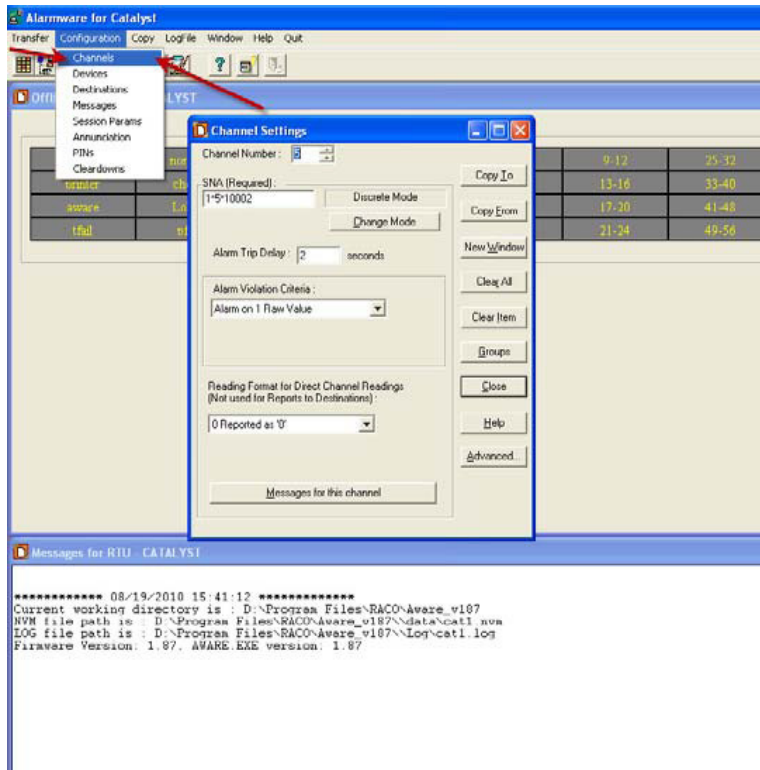 Alarmware for Catalyst
Transfer Configuration Copy LogFile Window Help Quit
Channels
Devices
Destinations
Messages
Session Params
Annunciation
PINs
Cleardowns
LYST
Channel Settings
Channel Number : 5
SNA (Required) :
1*5*10002
Discrete Mode
Change Mode
Alarm Trip Delay : 2 seconds
Alarm Violation Criteria :
Alarm on 1 Raw Value
Reading Format for Direct Channel Readings
(Not used for Reports to Destinations) :
0 Reported as '0'
Messages for this channel
Copy To
Copy From
New Window
Clear All
Clear Item
Groups
Close
Help
Advanced...
9-12 25-32
printer 13-16 33-40
aware 17-20 41-48
tfail 21-24 49-56
Messages for RTU - CATALYST
************ 08/19/2010 15:41:12 *************
Current working directory is : D:\Program Files\RACO\Aware_v187
NVM file path is : D:\Program Files\RACO\Aware_v187\\data\cat1.nvm
LOG file path is : D:\Program Files\RACO\Aware_v187\\Log\cat1.log
Firmware Version: 1.87, AWARE.EXE version: 1.87